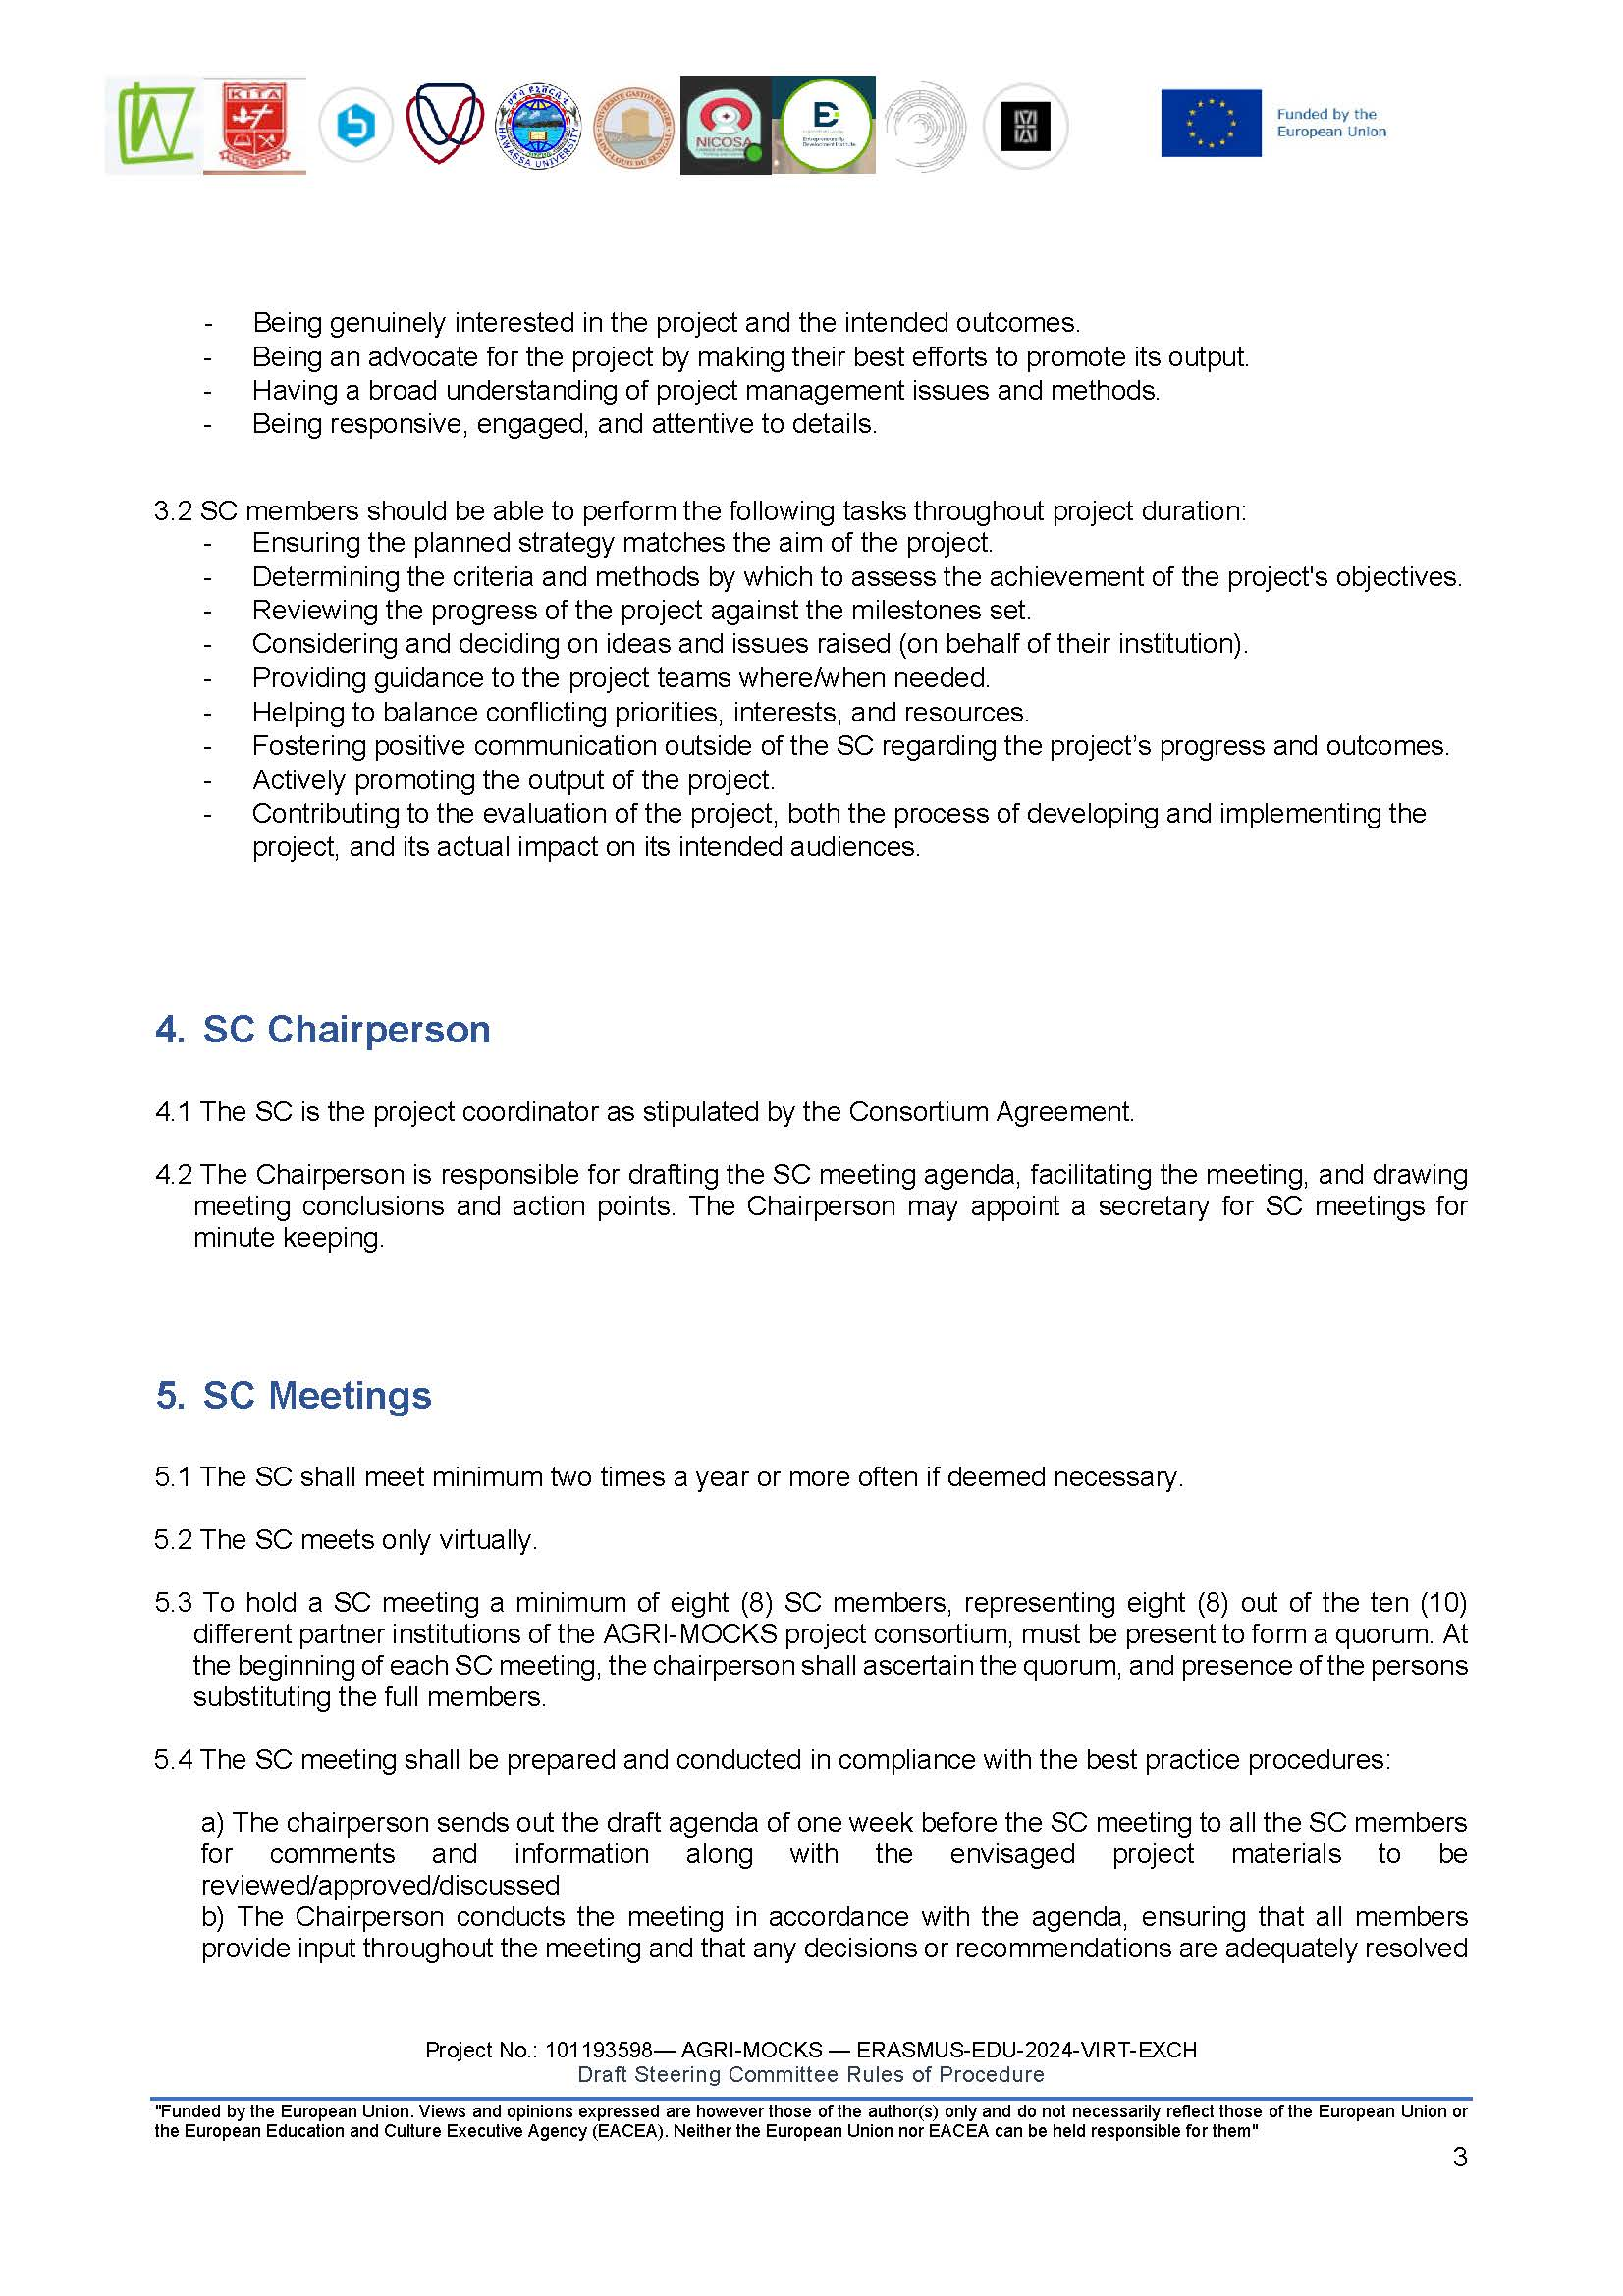 KITA
HAWASSA UNIVERSITY
NICOSA
Funded by the
European Union
- Being genuinely interested in the project and the intended outcomes.
- Being an advocate for the project by making their best efforts to promote its output.
- Having a broad understanding of project management issues and methods.
- Being responsive, engaged, and attentive to details.
3.2 SC members should be able to perform the following tasks throughout project duration:
- Ensuring the planned strategy matches the aim of the project.
- Determining the criteria and methods by which to assess the achievement of the project's objectives.
- Reviewing the progress of the project against the milestones set.
- Considering and deciding on ideas and issues raised (on behalf of their institution).
- Providing guidance to the project teams where/when needed.
- Helping to balance conflicting priorities, interests, and resources.
- Fostering positive communication outside of the SC regarding the project’s progress and outcomes.
- Actively promoting the output of the project.
- Contributing to the evaluation of the project, both the process of developing and implementing the
project, and its actual impact on its intended audiences.
4. SC Chairperson
4.1 The SC is the project coordinator as stipulated by the Consortium Agreement.
4.2 The Chairperson is responsible for drafting the SC meeting agenda, facilitating the meeting, and drawing
meeting conclusions and action points. The Chairperson may appoint a secretary for SC meetings for
minute keeping.
5. SC Meetings
5.1 The SC shall meet minimum two times a year or more often if deemed necessary.
5.2 The SC meets only virtually.
5.3 To hold a SC meeting a minimum of eight (8) SC members, representing eight (8) out of the ten (10)
different partner institutions of the AGRI-MOCKS project consortium, must be present to form a quorum. At
the beginning of each SC meeting, the chairperson shall ascertain the quorum, and presence of the persons
substituting the full members.
5.4 The SC meeting shall be prepared and conducted in compliance with the best practice procedures:
a) The chairperson sends out the draft agenda of one week before the SC meeting to all the SC members
for comments and information along with the envisaged project materials to be
reviewed/approved/discussed
b) The Chairperson conducts the meeting in accordance with the agenda, ensuring that all members
provide input throughout the meeting and that any decisions or recommendations are adequately resolved
Project No.: 101193598— AGRI-MOCKS — ERASMUS-EDU-2024-VIRT-EXCH
Draft Steering Committee Rules of Procedure
"Funded by the European Union. Views and opinions expressed are however those of the author(s) only and do not necessarily reflect those of the European Union or
the European Education and Culture Executive Agency (EACEA). Neither the European Union nor EACEA can be held responsible for them"
3